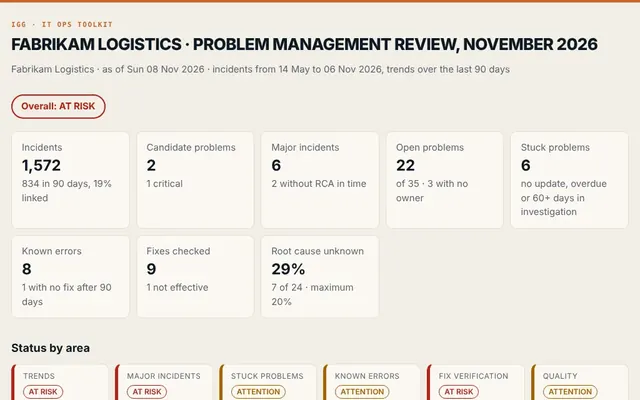 IGG · IT OPS TOOLKIT
FABRIKAM LOGISTICS · PROBLEM MANAGEMENT REVIEW, NOVEMBER 2026
Fabrikam Logistics · as of Sun 08 Nov 2026 · incidents from 14 May to 06 Nov 2026, trends over the last 90 days
Overall: AT RISK
Incidents
1,572
834 in 90 days, 19%
linked
Candidate problems
2
1 critical
Major incidents
6
2 without RCA in time
Open problems
22
of 35 · 3 with no
owner
Stuck problems
6
no update, overdue
or 60+ days in
investigation
Known errors
8
1 with no fix after 90
days
Fixes checked
9
1 not effective
Root cause unknown
29%
7 of 24 · maximum
20%
Status by area
TRENDS
AT RISK
MAJOR INCIDENTS
AT RISK
STUCK PROBLEMS
ATTENTION
KNOWN ERRORS
ATTENTION
FIX VERIFICATION
AT RISK
QUALITY
ATTENTION